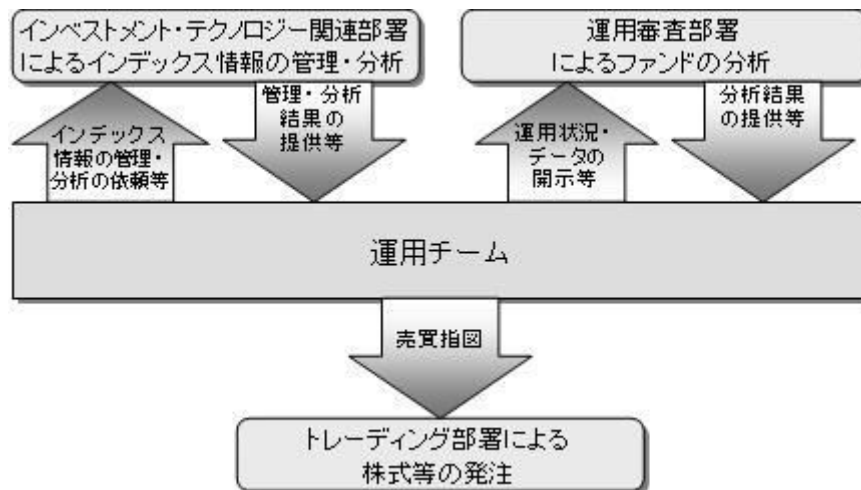 インベストメント・テクノロジー関連部署
によるインデックス情報の管理・分析
運用審査部署
によるファンドの分析
インデックス
情報の管理・
分析の依頼等
管理・分析
結果の
提供等
運用状況・
データの
開示等
分析結果
の提供等
運用チーム
売買指図
トレーディング部署による
株式等の発注